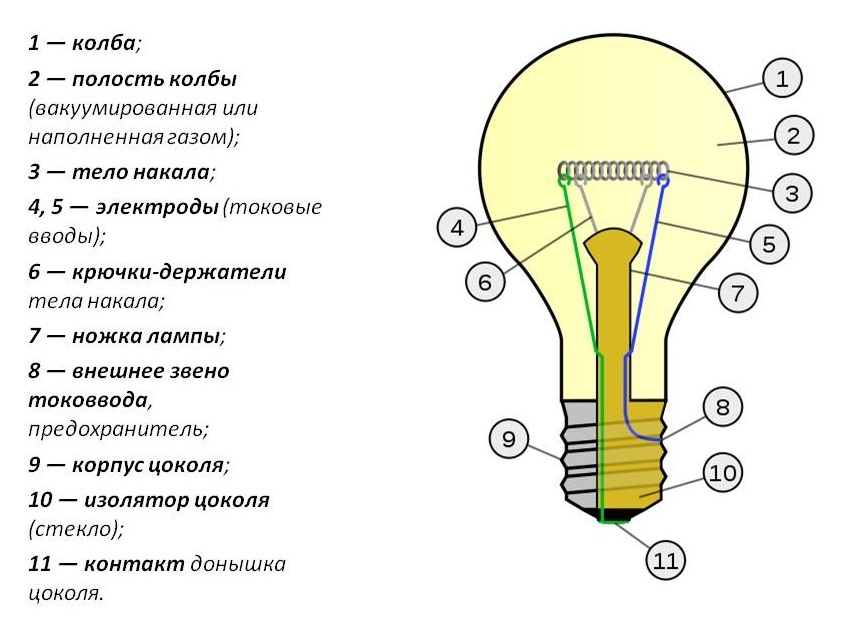 1 — колба;
2 — полость колбы
(вакуумированная или
наполненная газом);
3 — тело накала;
4, 5 — электроды (токовые
вводы);
6 — крючки-держатели
тела накала;
7 — ножка лампы;
8 — внешнее звено
токоввода,
предохранитель;
9 — корпус цоколя;
10 — изолятор цоколя
(стекло);
11 — контакт донышка
цоколя.
1
2
3
4
5
6
7
8
9
10
11